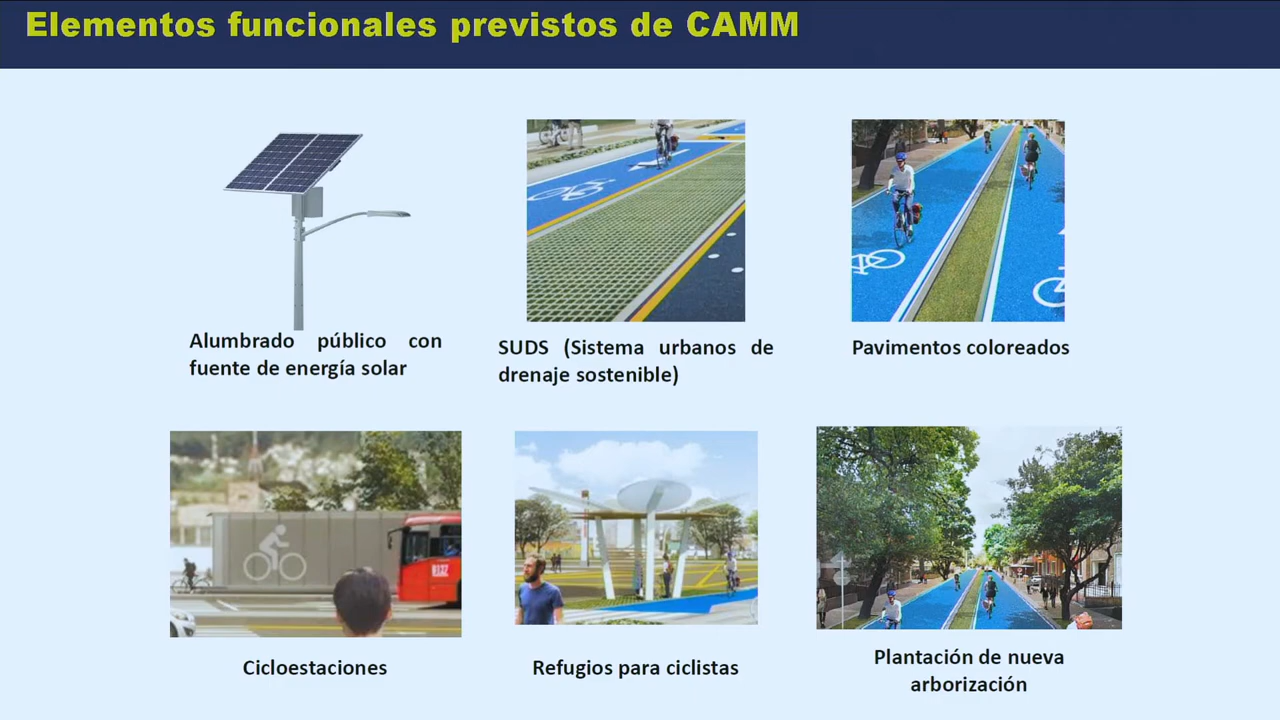 Elementos funcionales previstos de CAMM
Alumbrado público con
fuente de energía solar
SUDS (Sistema urbanos de
drenaje sostenible)
Pavimentos coloreados
B137
Cicloestaciones
Refugios para ciclistas
Plantación de nueva
arborización